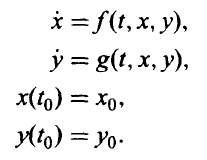 ẋ = f(t, x, y),
ẏ = g(t, x, y),
x(t₀) = x₀,
y(t₀) = y₀.